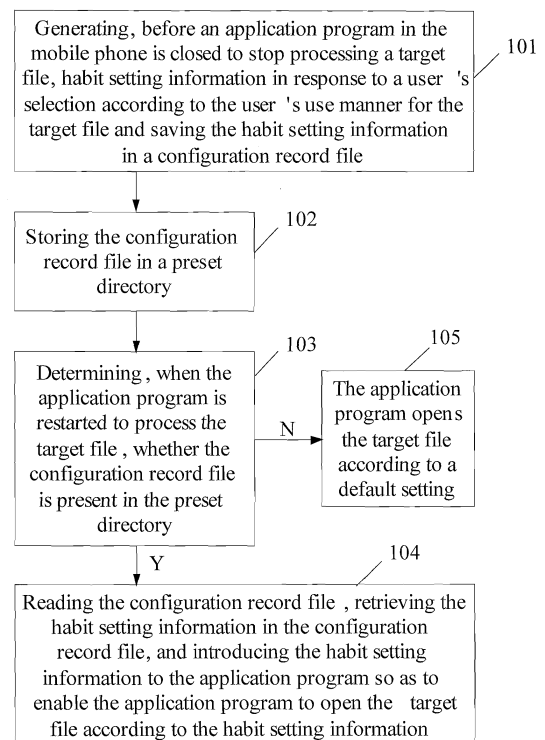 Generating, before an application program in the
mobile phone is closed to stop processing a target
file, habit setting information in response to a user 's
selection according to the user 's use manner for the
target file and saving the habit setting information
in a configuration record file
101
Storing the configuration
record file in a preset
directory
102
Determining, when the
application program is
restarted to process the
target file, whether the
configuration record file
is present in the preset
directory
103
N
The application
program opens
the target file
according to a
default setting
105
Y
104
Reading the configuration record file, retrieving the
habit setting information in the configuration
record file, and introducing the habit setting
information to the application program so as to
enable the application program to open the target
file according to the habit setting information